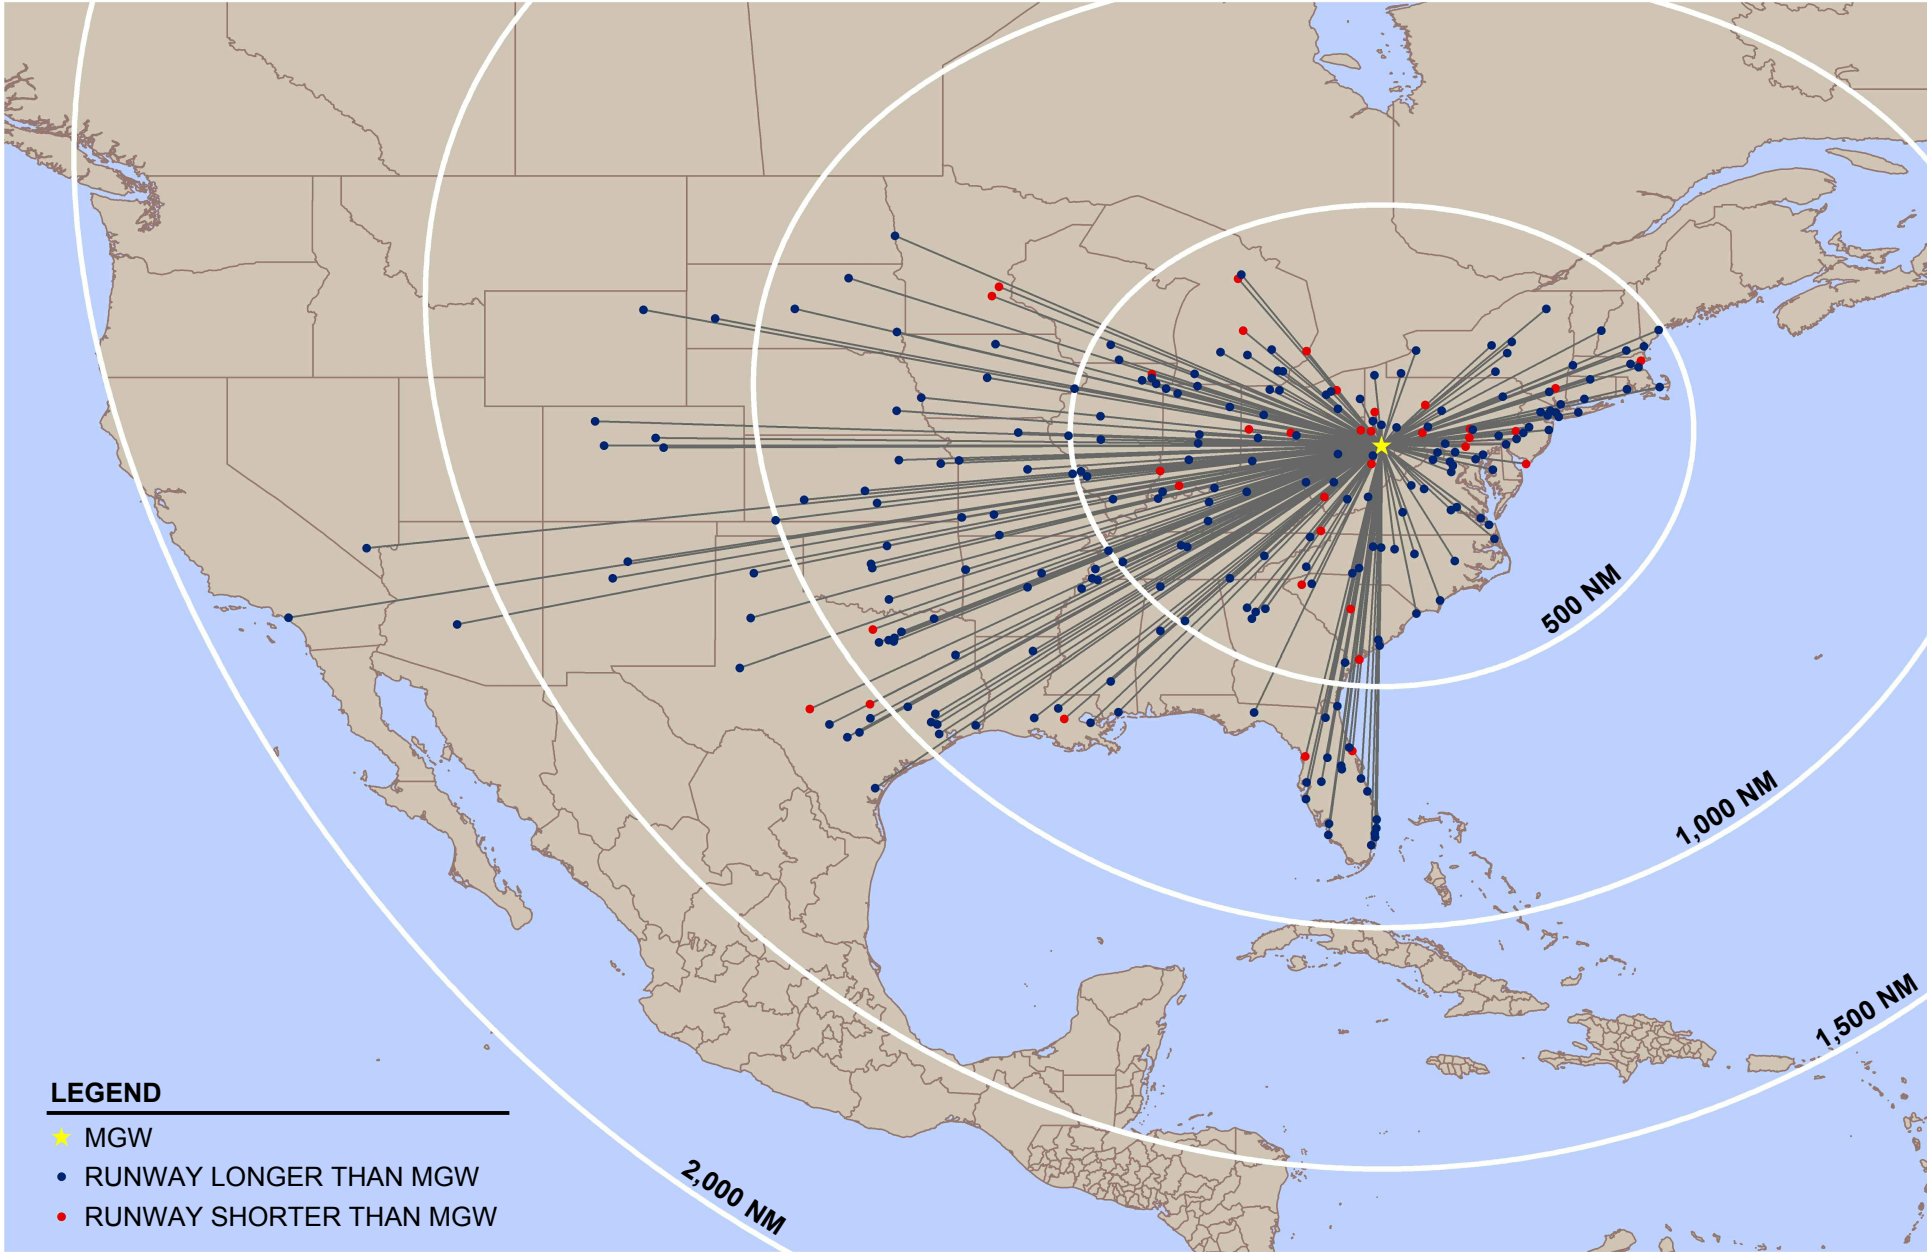 500 NM
1,000 NM
1,500 NM
2,000 NM
LEGEND
MGW
RUNWAY LONGER THAN MGW
RUNWAY SHORTER THAN MGW